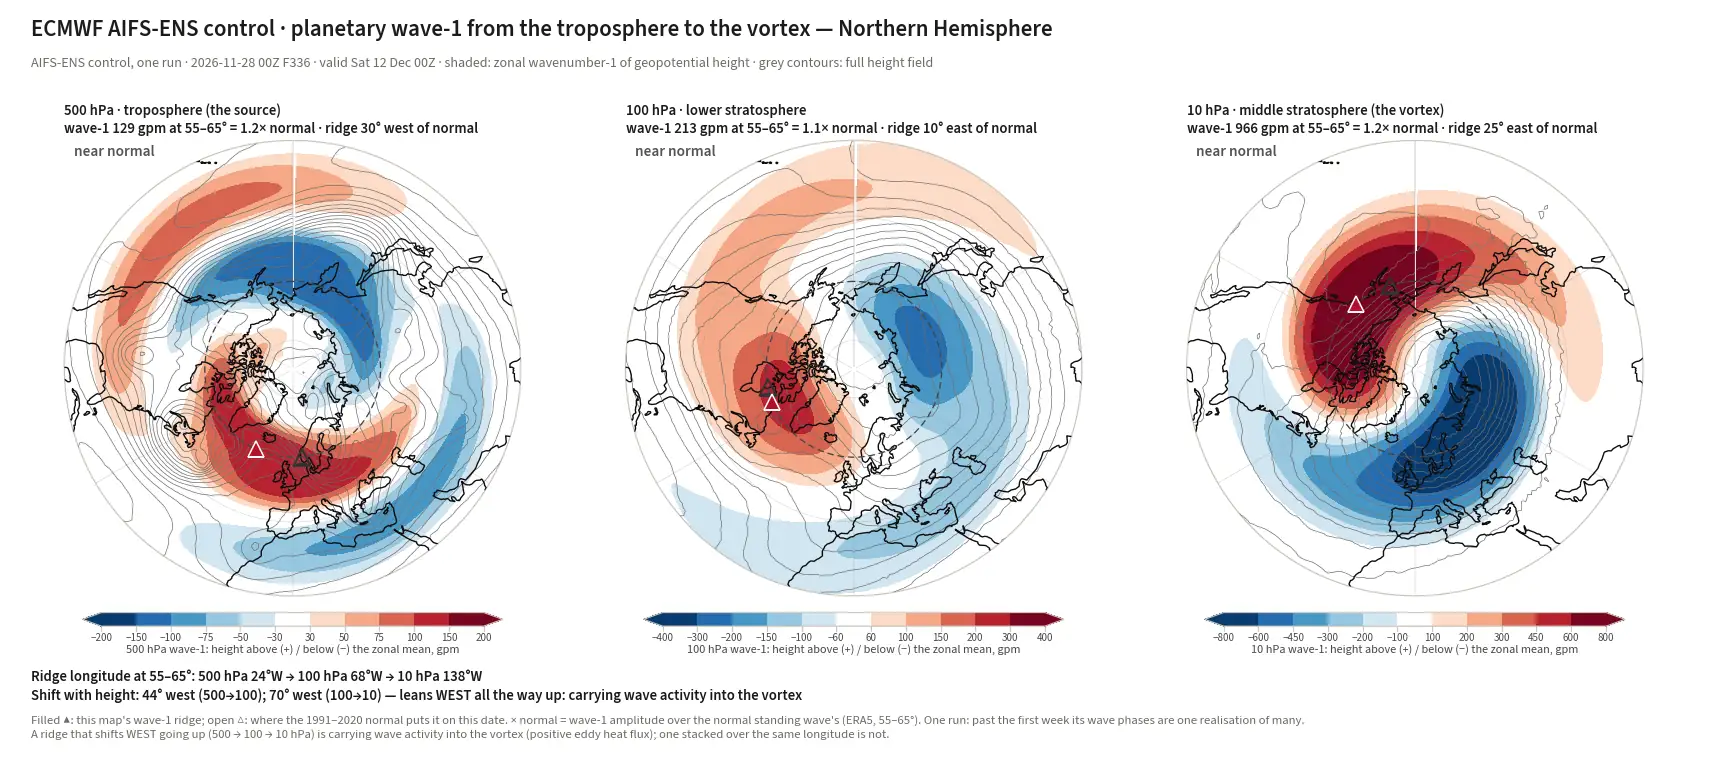 ECMWF AIFS-ENS control · planetary wave-1 from the troposphere to the vortex — Northern Hemisphere
AIFS-ENS control, one run · 2026-11-28 00Z F336 · valid Sat 12 Dec 00Z · shaded: zonal wavenumber-1 of geopotential height · grey contours: full height field
500 hPa · troposphere (the source)
wave-1 129 gpm at 55–65° = 1.2× normal · ridge 30° west of normal
near normal
100 hPa · lower stratosphere
wave-1 213 gpm at 55–65° = 1.1× normal · ridge 10° east of normal
near normal
10 hPa · middle stratosphere (the vortex)
wave-1 966 gpm at 55–65° = 1.2× normal · ridge 25° east of normal
near normal
−200 −150 −100 −75 −50 −30 30 50 75 100 150 200
500 hPa wave-1: height above (+) / below (−) the zonal mean, gpm
−400 −300 −200 −150 −100 −60 60 100 150 200 300 400
100 hPa wave-1: height above (+) / below (−) the zonal mean, gpm
−800 −600 −450 −300 −200 −100 100 200 300 450 600 800
10 hPa wave-1: height above (+) / below (−) the zonal mean, gpm
Ridge longitude at 55–65°: 500 hPa 24°W → 100 hPa 68°W → 10 hPa 138°W
Shift with height: 44° west (500→100); 70° west (100→10) — leans WEST all the way up: carrying wave activity into the vortex
Filled ▲: this map's wave-1 ridge; open △: where the 1991–2020 normal puts it on this date. × normal = wave-1 amplitude over the normal standing wave's (ERA5, 55–65°). One run: past the first week its wave phases are one realisation of many.
A ridge that shifts WEST going up (500 → 100 → 10 hPa) is carrying wave activity into the vortex (positive eddy heat flux); one stacked over the same longitude is not.